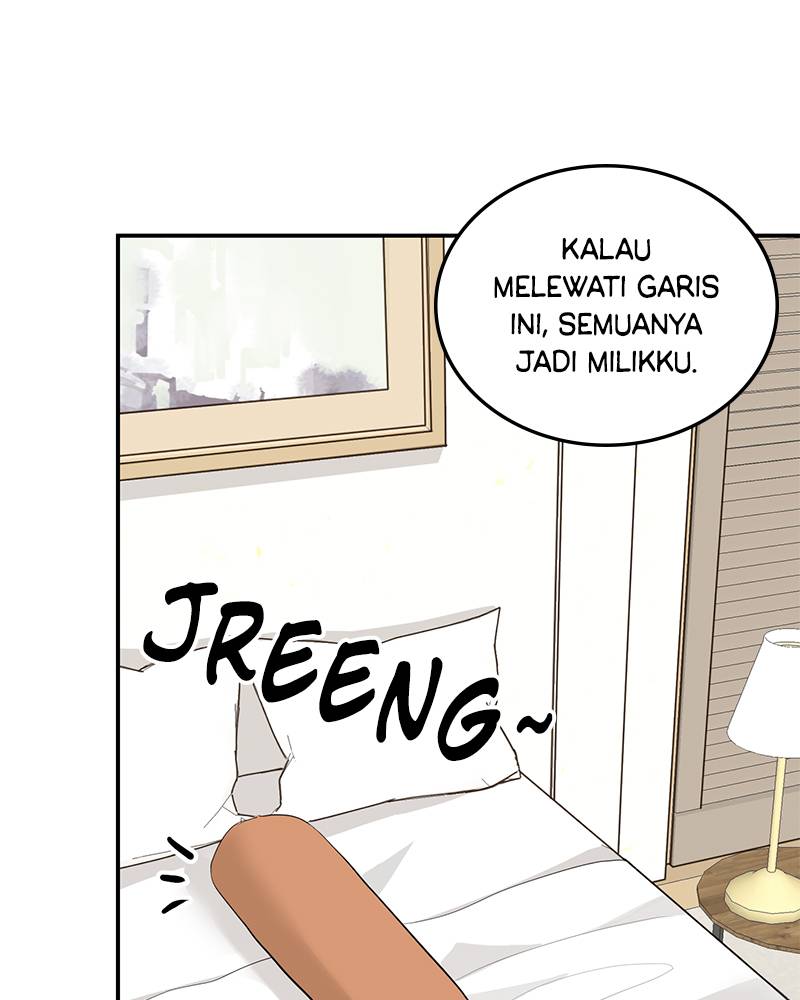 KALAU
MELEWATI GARIS
INI, SEMUANYA
JADI MILIKKU.
JREENG~